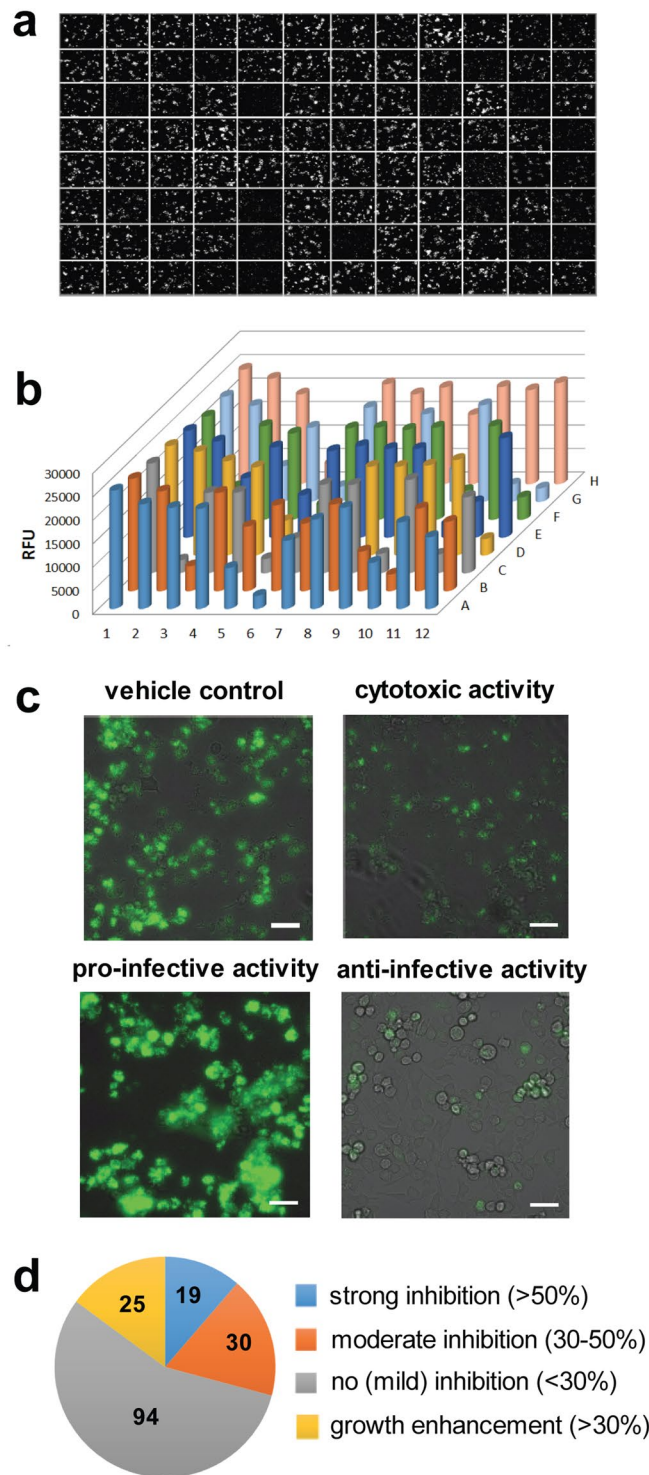 a
b
30000
25000
20000
15000
10000
5000
0
RFU
1 2 3 4 5 6 7 8 9 10 11 12
A
B
C
D
E
F
G
H
c
vehicle control
cytotoxic activity
pro-infective activity
anti-infective activity
d
19
30
94
25
strong inhibition (>50%)
moderate inhibition (30-50%)
no (mild) inhibition (<30%)
growth enhancement (>30%)